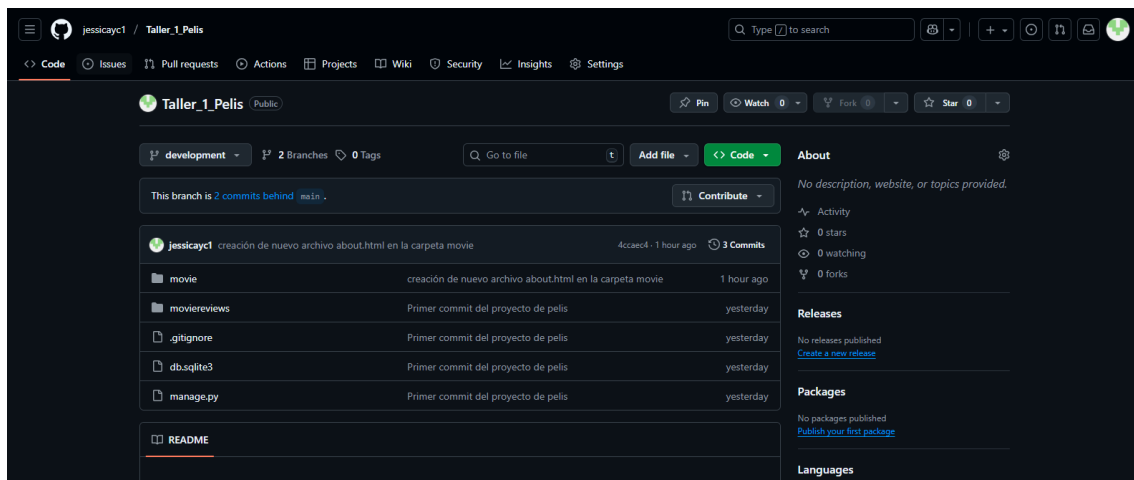 jessicayc1 / Taller_1_Pelis
Type / to search
Code Issues Pull requests Actions Projects Wiki Security Insights Settings
Taller_1_Pelis Public
Pin Watch 0 Fork 0 Star 0
development 2 Branches 0 Tags Go to file t Add file Code
This branch is 2 commits behind main .
Contribute
jessicayc1 creación de nuevo archivo about.html en la carpeta movie 4ccaec4 · 1 hour ago 3 Commits
movie creación de nuevo archivo about.html en la carpeta movie 1 hour ago
moviereviews Primer commit del proyecto de pelis yesterday
.gitignore Primer commit del proyecto de pelis yesterday
db.sqlite3 Primer commit del proyecto de pelis yesterday
manage.py Primer commit del proyecto de pelis yesterday
README
About
No description, website, or topics provided.
Activity
0 stars
0 watching
0 forks
Releases
No releases published
Create a new release
Packages
No packages published
Publish your first package
Languages